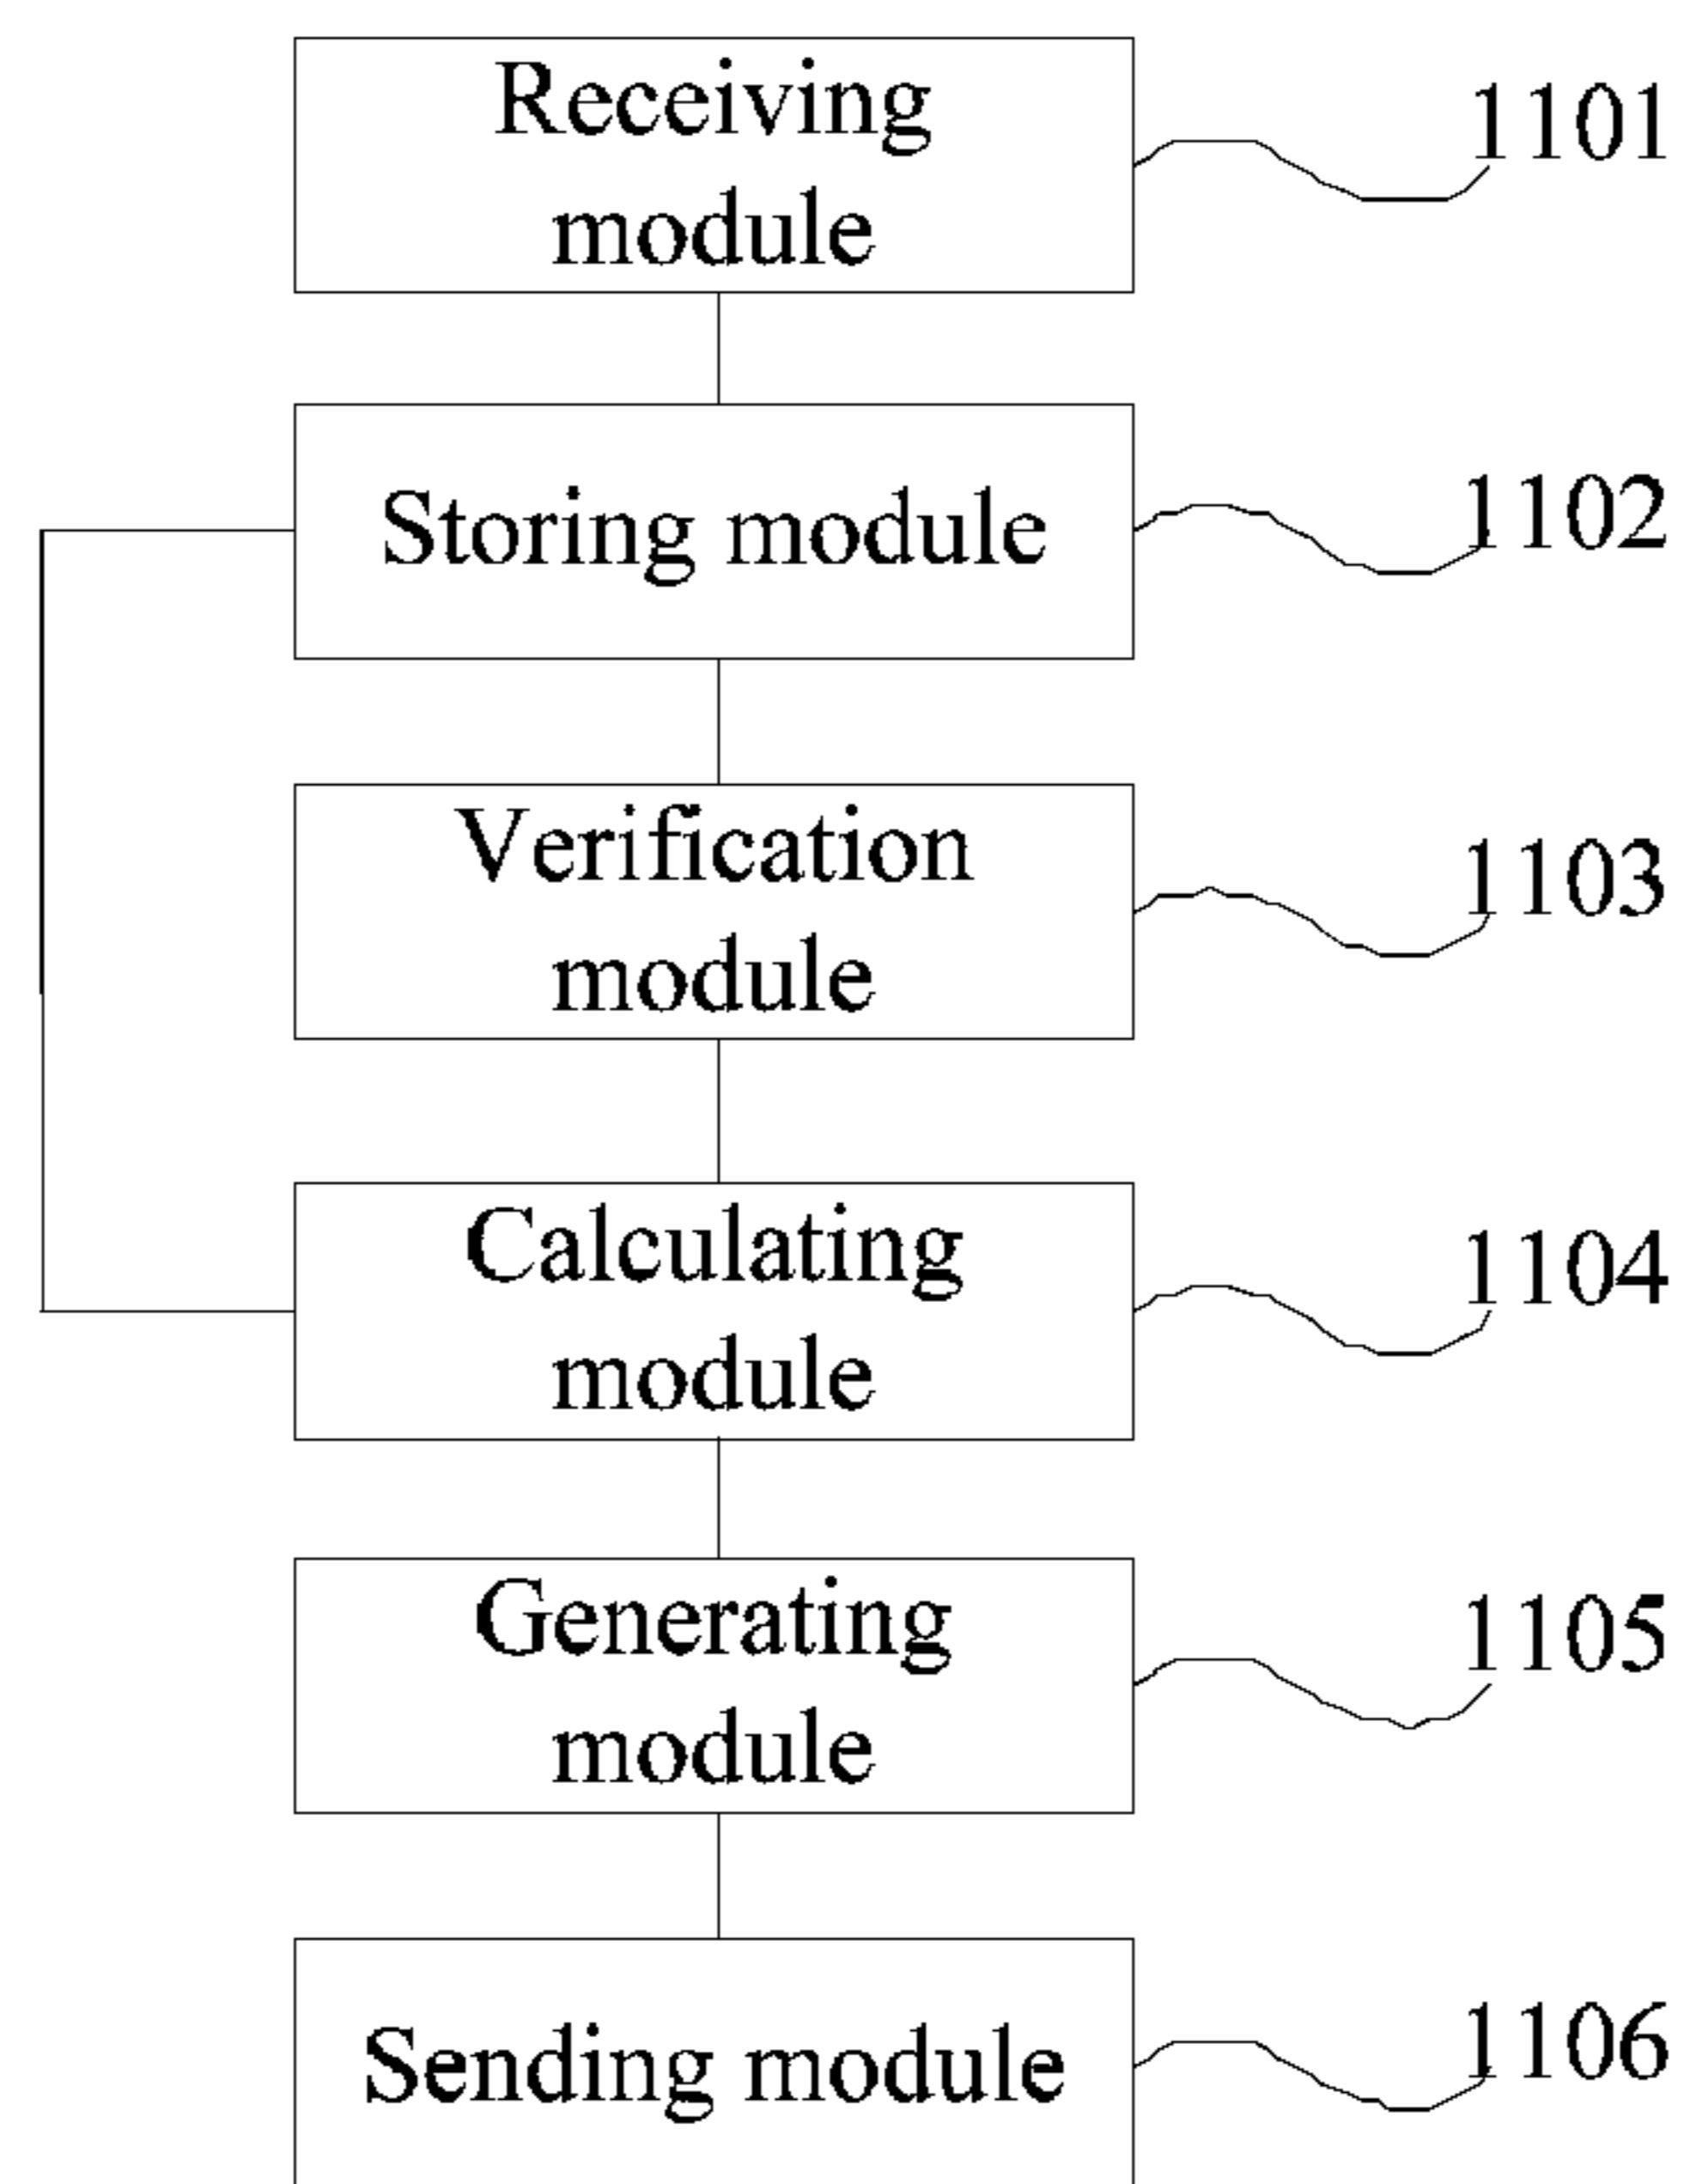 Receiving
module
1101
Storing module
1102
Verification
module
1103
Calculating
module
1104
Generating
module
1105
Sending module
1106